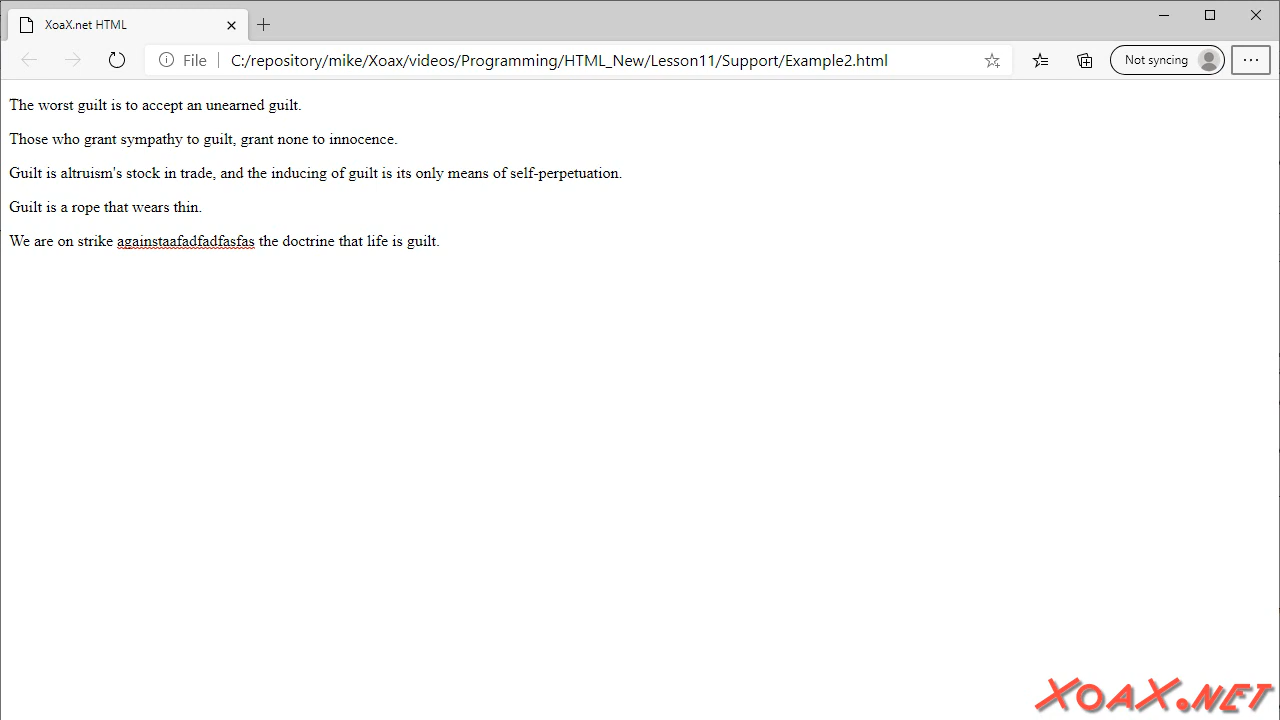 XoaX.net HTML
File C:/repository/mike/Xoax/videos/Programming/HTML_New/Lesson11/Support/Example2.html Not syncing
The worst guilt is to accept an unearned guilt.
Those who grant sympathy to guilt, grant none to innocence.
Guilt is altruism's stock in trade, and the inducing of guilt is its only means of self-perpetuation.
Guilt is a rope that wears thin.
We are on strike againstaafadfadfasfas the doctrine that life is guilt.
XOAX.NET